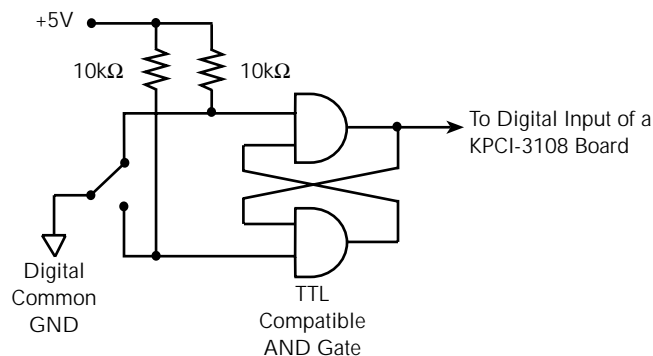 +5V
10kΩ
10kΩ
To Digital Input of a
KPCI-3108 Board
Digital
Common
GND
TTL
Compatible
AND Gate